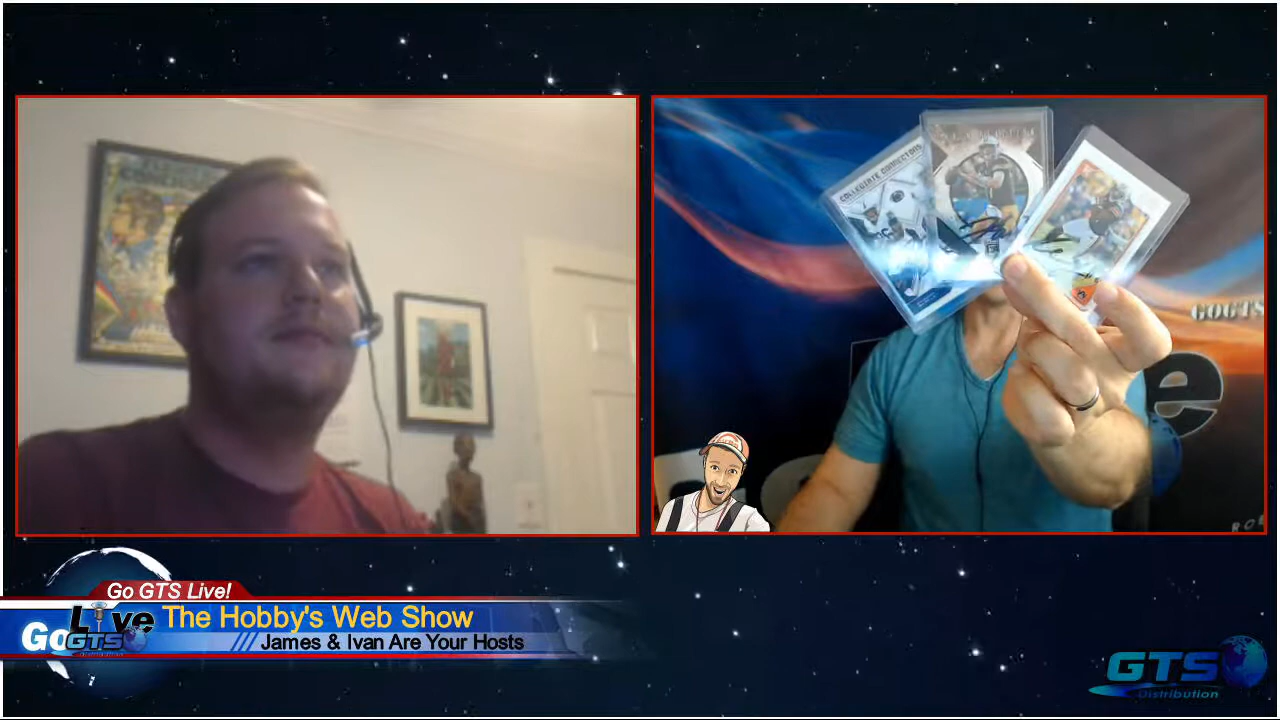 COLLEGIATE CONNECTIONS
GOGTS
Go GTS Live!
The Hobby's Web Show
James & Ivan Are Your Hosts
Go
Live
GTS
GTS
Distribution